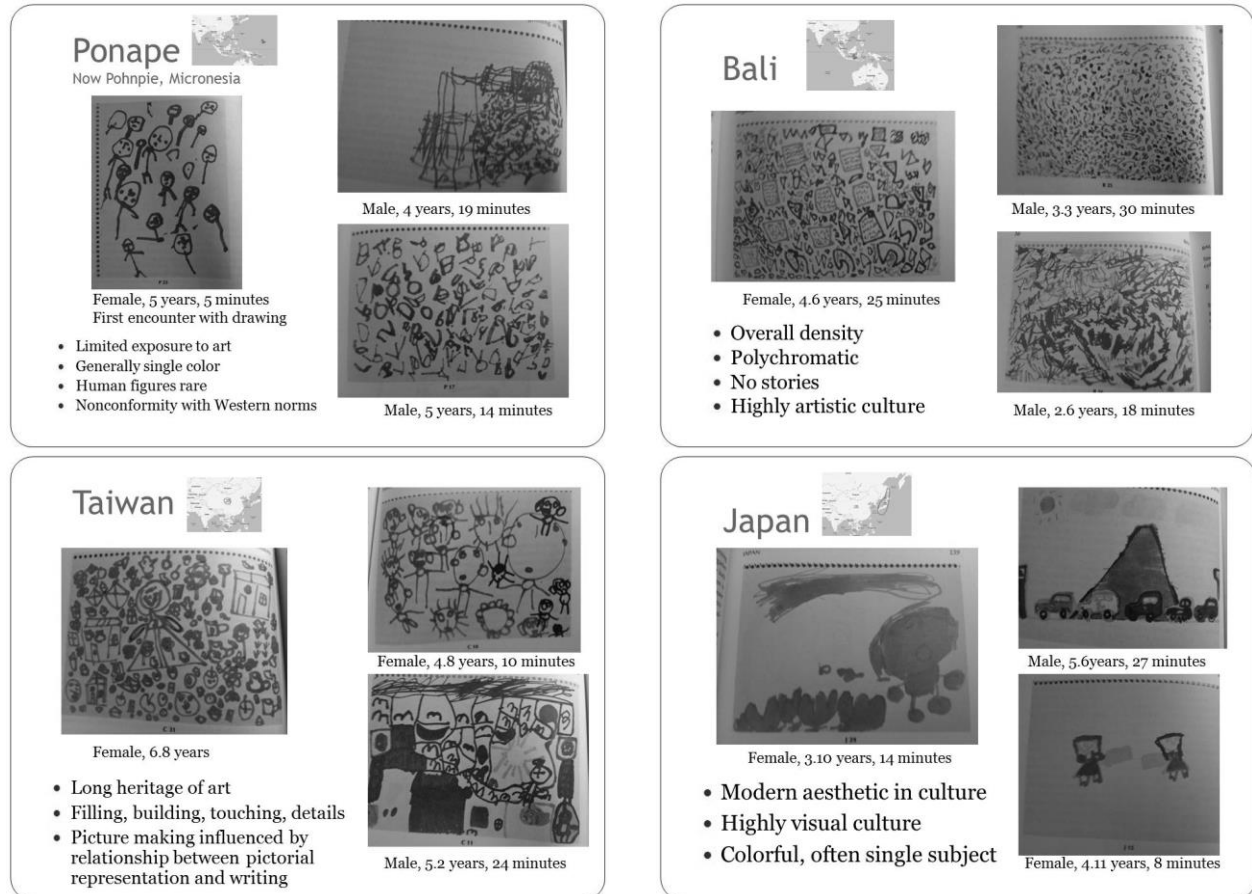 Ponape
Now Pohnpie, Micronesia
P 23
Female, 5 years, 5 minutes
First encounter with drawing
• Limited exposure to art
• Generally single color
• Human figures rare
• Nonconformity with Western norms
Male, 4 years, 19 minutes
P 17
Male, 5 years, 14 minutes
Bali
Female, 4.6 years, 25 minutes
• Overall density
• Polychromatic
• No stories
• Highly artistic culture
Male, 3.3 years, 30 minutes
Male, 2.6 years, 18 minutes
Taiwan
C 21
Female, 6.8 years
• Long heritage of art
• Filling, building, touching, details
• Picture making influenced by
relationship between pictorial
representation and writing
Female, 4.8 years, 10 minutes
Male, 5.2 years, 24 minutes
Japan
JAPAN
Female, 3.10 years, 14 minutes
• Modern aesthetic in culture
• Highly visual culture
• Colorful, often single subject
Male, 5.6years, 27 minutes
Female, 4.11 years, 8 minutes